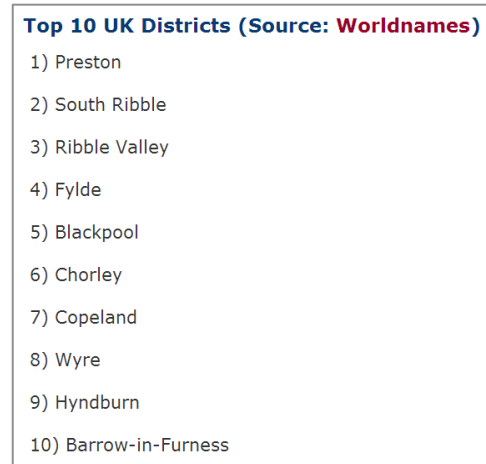 Top 10 UK Districts (Source: Worldnames)
1) Preston
2) South Ribble
3) Ribble Valley
4) Fylde
5) Blackpool
6) Chorley
7) Copeland
8) Wyre
9) Hyndburn
10) Barrow-in-Furness